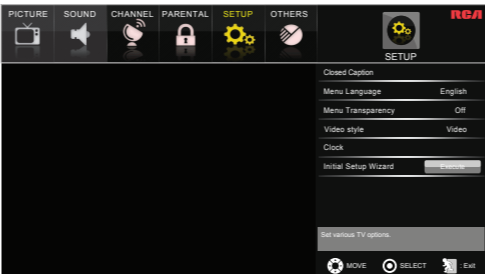 PICTURE SOUND CHANNEL PARENTAL SETUP OTHERS
RCA
SETUP
Closed Caption
Menu Language English
Menu Transparency Off
Video style Video
Clock
Initial Setup Wizard Execute
Set various TV options.
MOVE SELECT : Exit